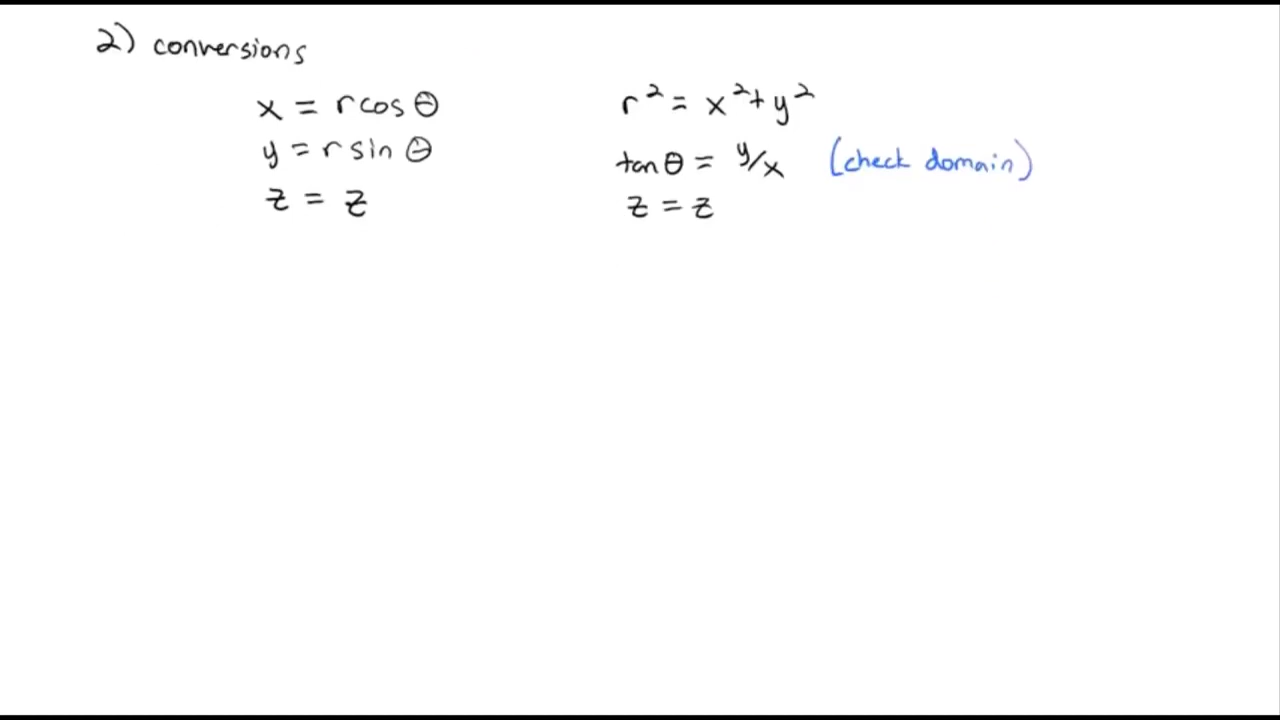 2) conversions
x = r cos θ
y = r sin θ
z = z
r² = x² + y²
tan θ = y/x (check domain)
z = z